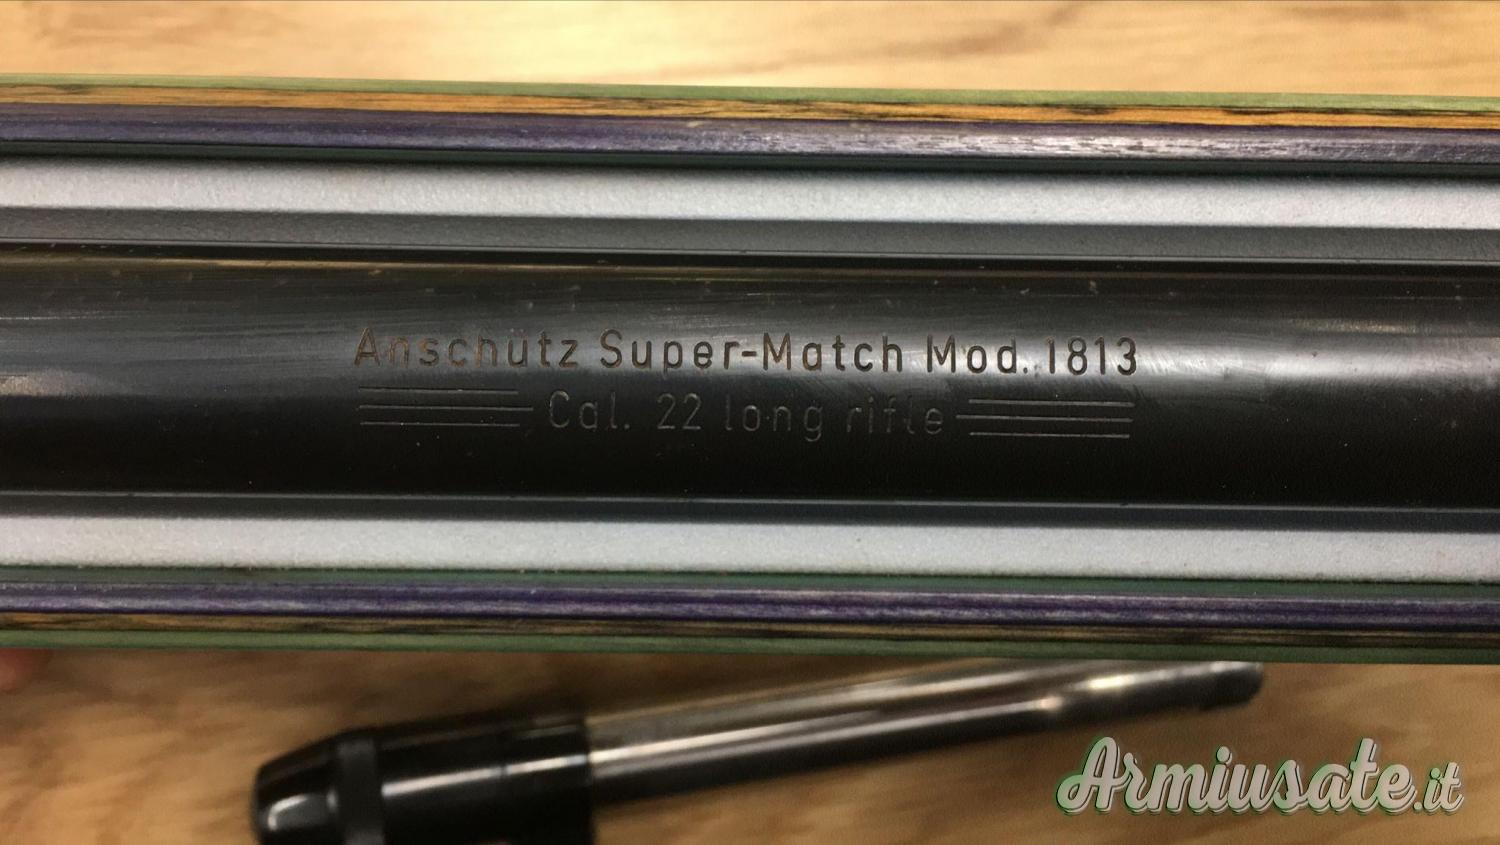 Anschütz Super-Match Mod. 1813
Cal. 22 long rifle
Armiusate.it